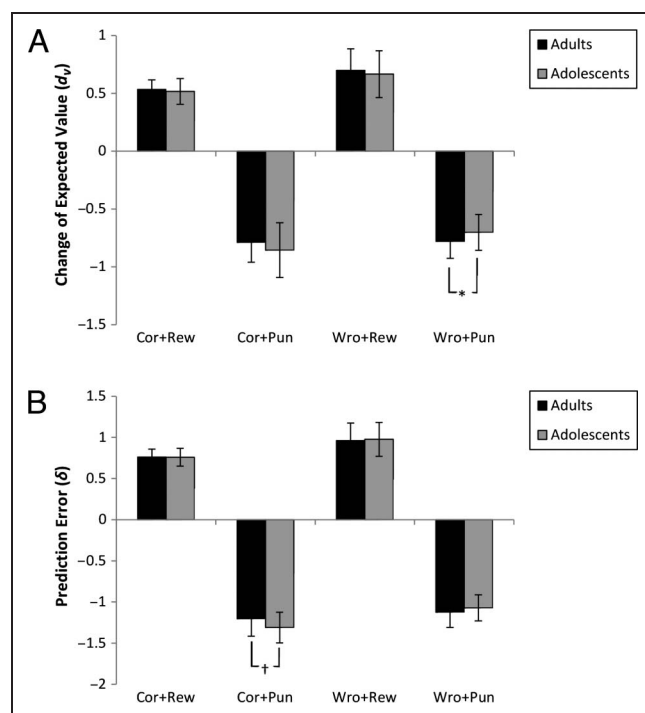 A
1
0.5
0
−0.5
−1
−1.5
Change of Expected Value (dv)
Adults
Adolescents
*
Cor+Rew Cor+Pun Wro+Rew Wro+Pun
B
1.5
1
0.5
0
−0.5
−1
−1.5
−2
Prediction Error (δ)
Adults
Adolescents
†
Cor+Rew Cor+Pun Wro+Rew Wro+Pun